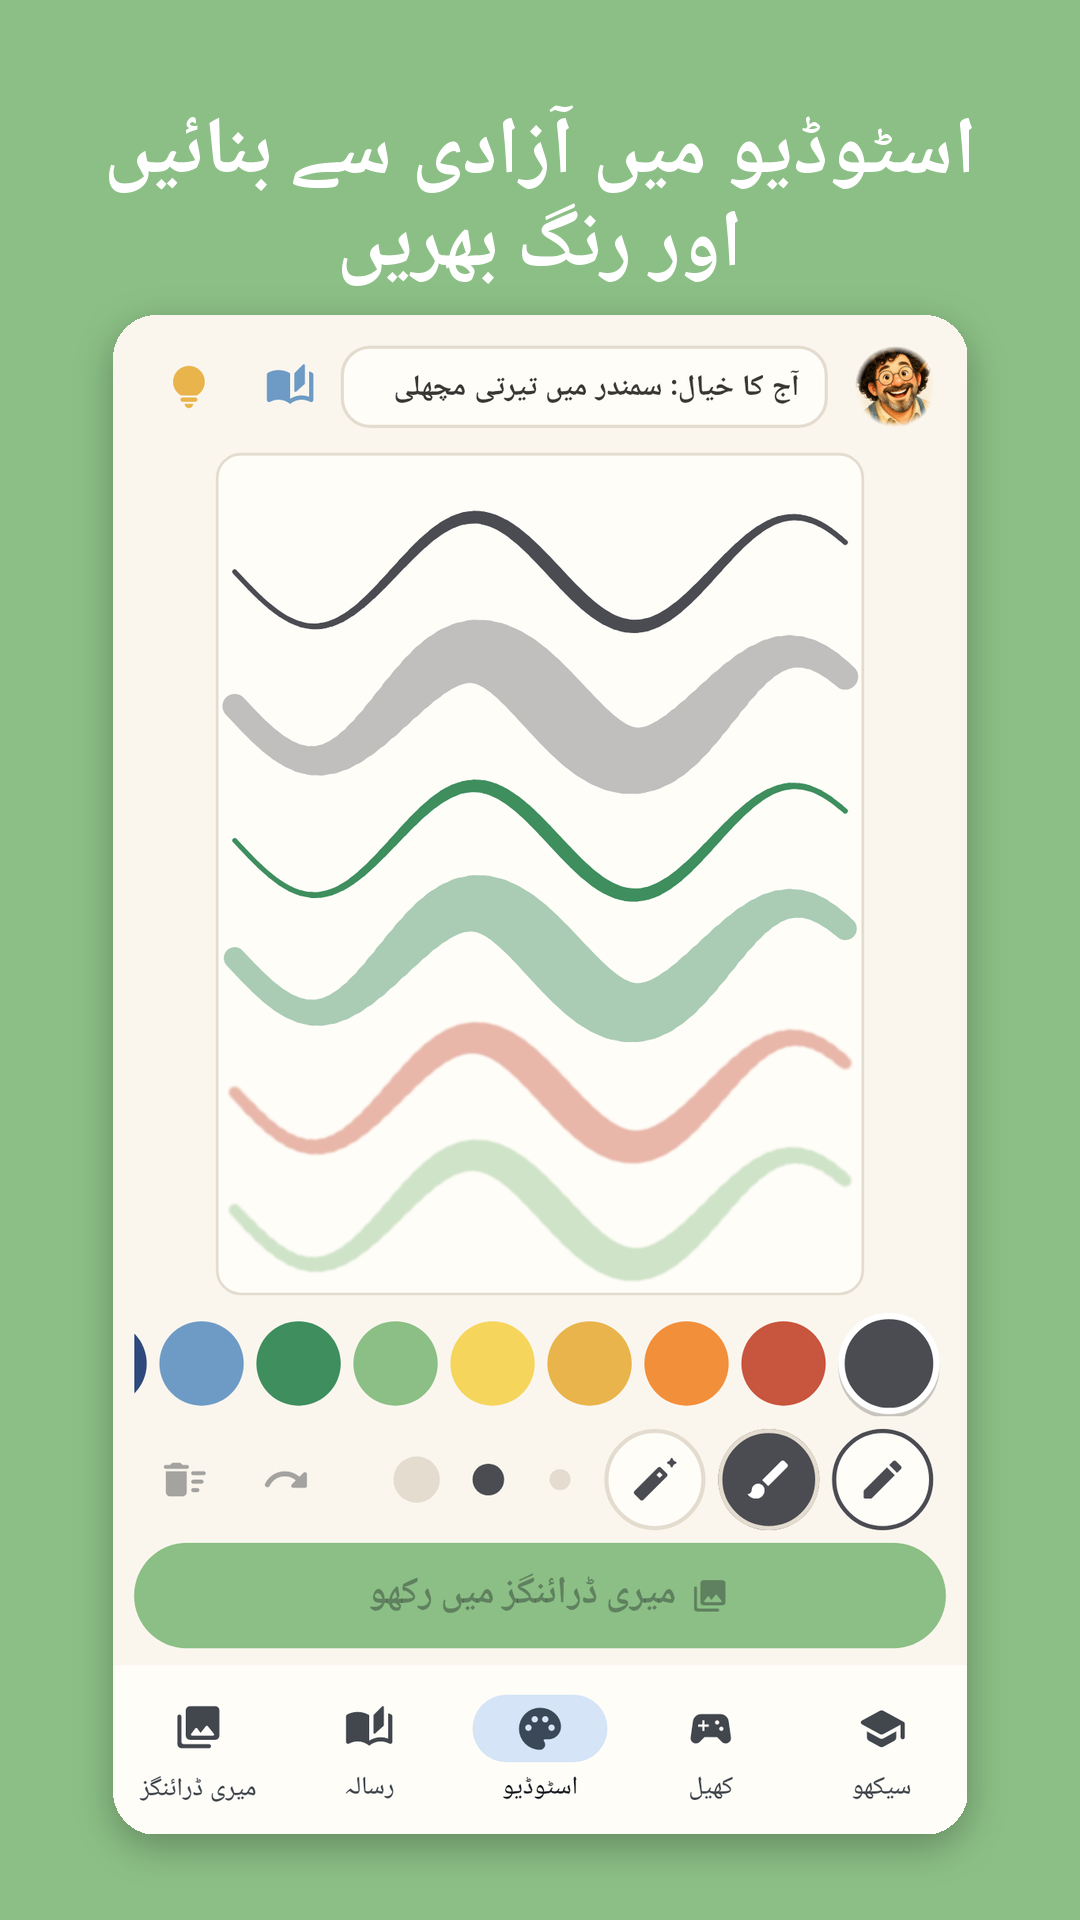 اسٹوڈیو میں آزادی سے بنائیں
اور رنگ بھریں
آج کا خیال: سمندر میں تیرتی مچھلی
میری ڈرائنگز میں رکھو
سیکھو
کھیل
اسٹوڈیو
رسالہ
میری ڈرائنگز